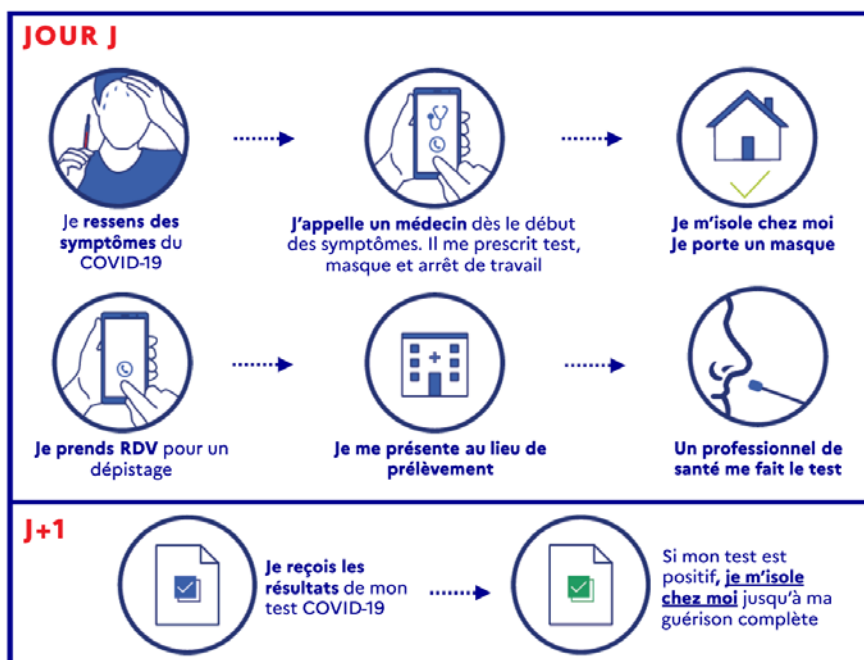 JOUR J
Je ressens des
symptômes du
COVID-19
J'appelle un médecin dès le début
des symptômes. Il me prescrit test,
masque et arrêt de travail
Je m'isole chez moi
Je porte un masque
Je prends RDV pour un
dépistage
Je me présente au lieu de
prélèvement
Un professionnel de
santé me fait le test
J+1
Je reçois les
résultats de mon
test COVID-19
Si mon test est
positif, je m'isole
chez moi jusqu'à ma
guérison complète